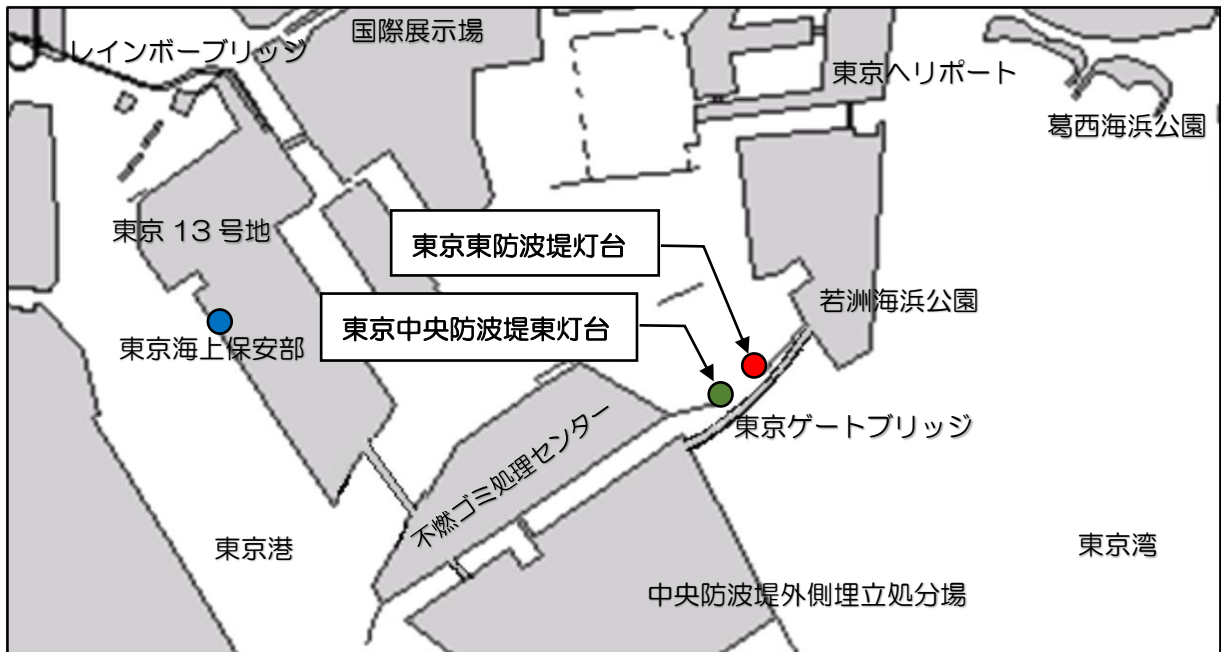 国際展示場
レインボーブリッジ
東京ヘリポート
葛西海浜公園
東京 13 号地
東京東防波堤灯台
若洲海浜公園
東京中央防波堤東灯台
東京海上保安部
東京ゲートブリッジ
不燃ゴミ処理センター
東京港
東京湾
中央防波堤外側埋立処分場